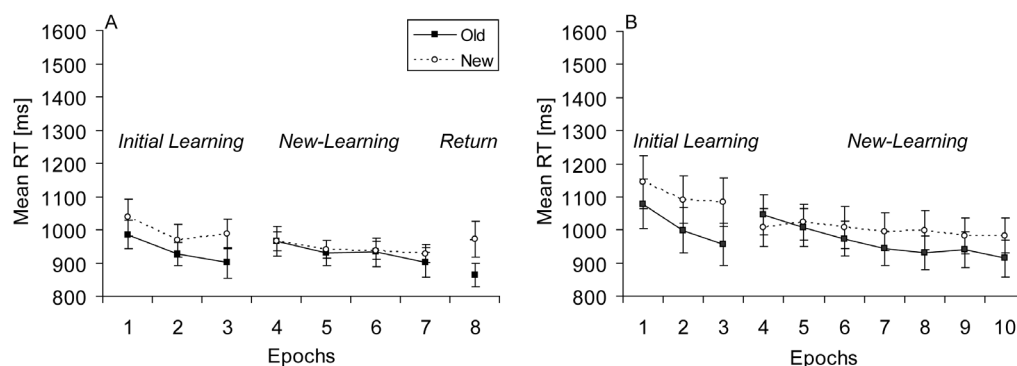 A
Old
New
Mean RT [ms]
1600
1500
1400
1300
1200
1100
1000
900
800
Initial Learning
New-Learning
Return
1 2 3 4 5 6 7 8
Epochs
B
Mean RT [ms]
1600
1500
1400
1300
1200
1100
1000
900
800
Initial Learning
New-Learning
1 2 3 4 5 6 7 8 9 10
Epochs